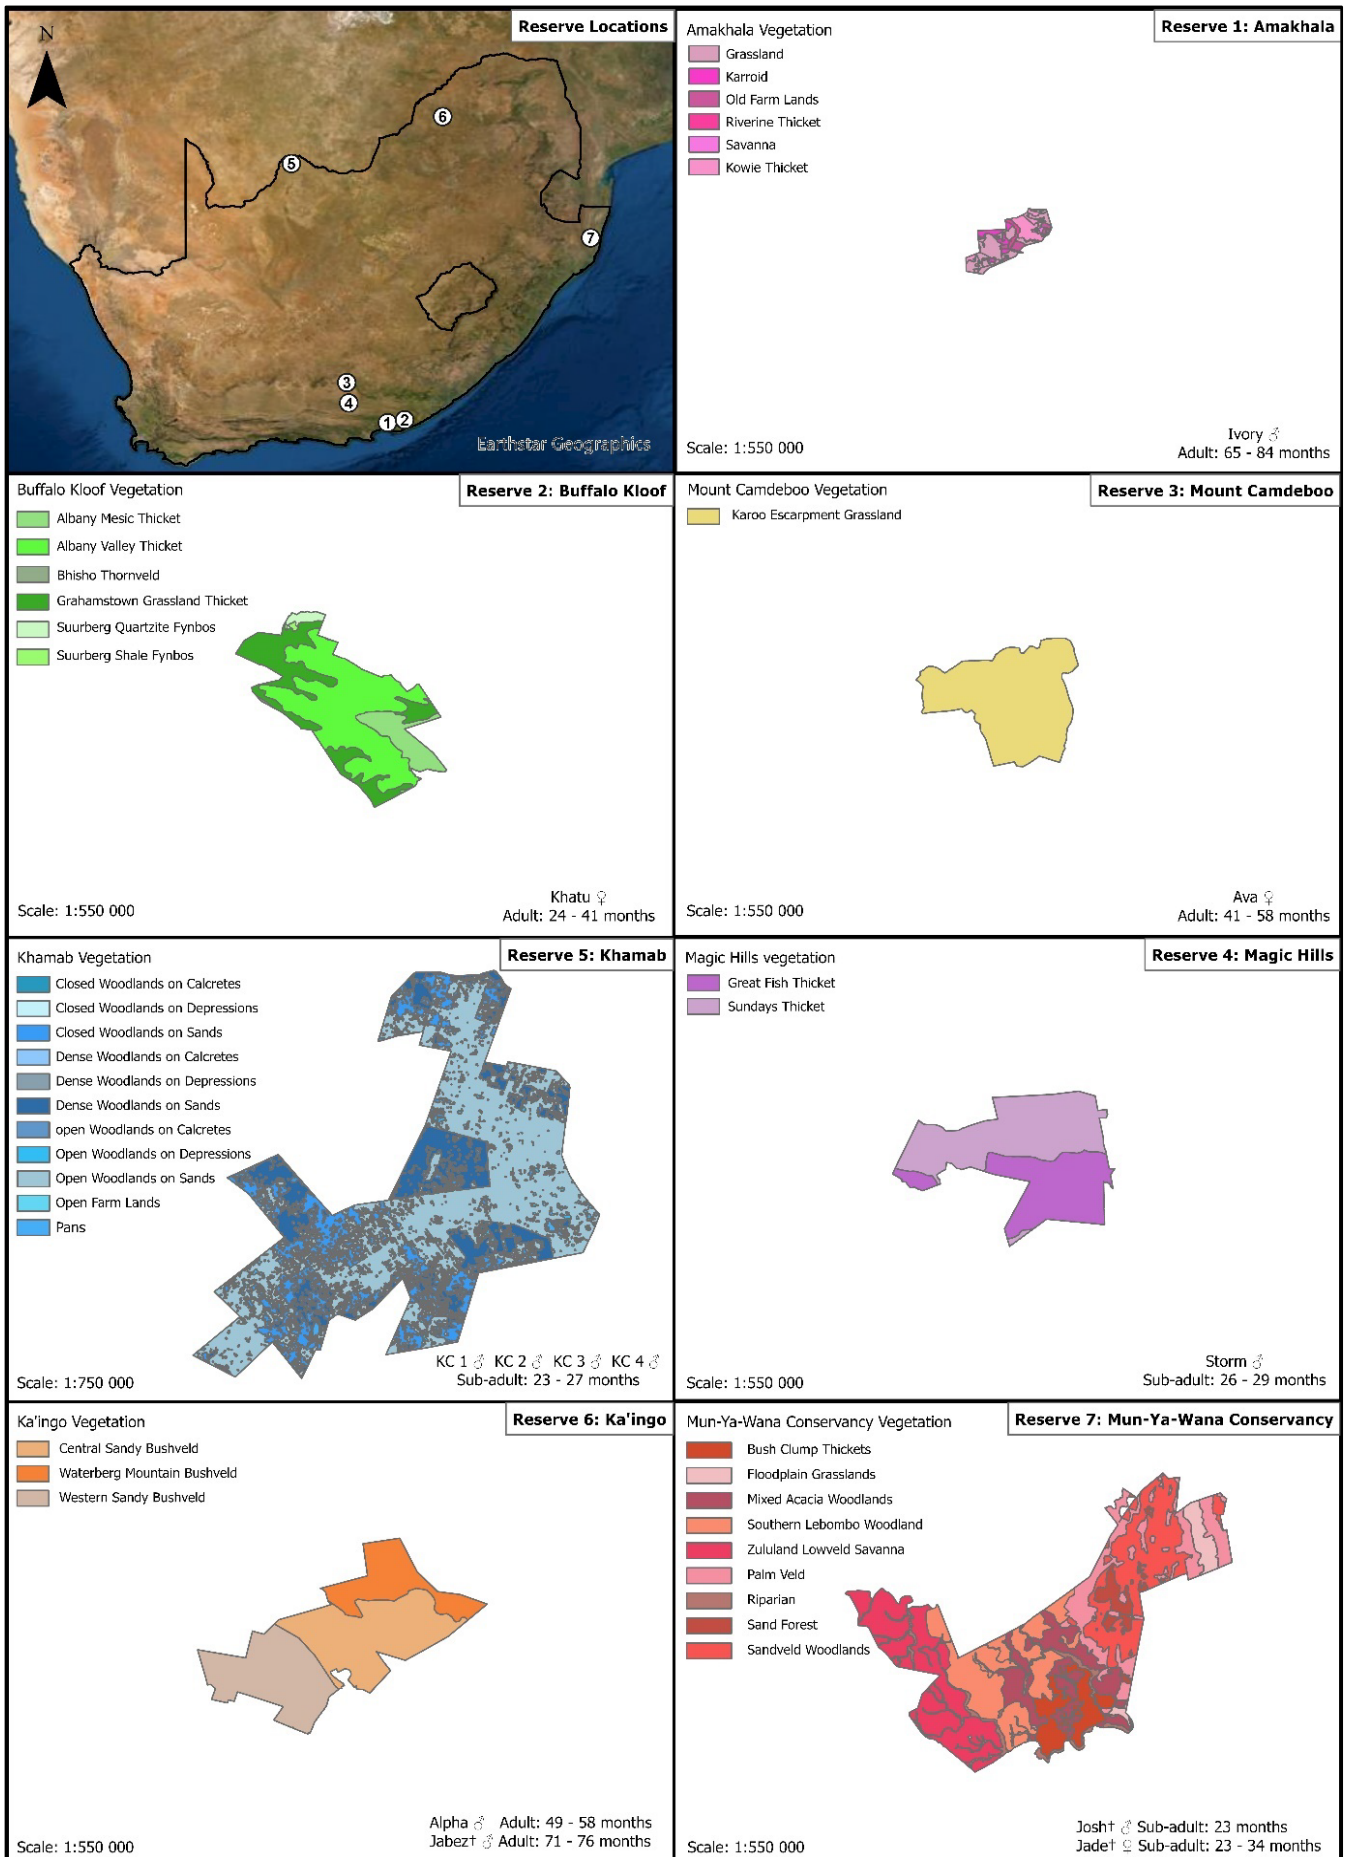 Reserve Locations
N
6
5
7
3
4
1
2
Earthstar Geographics
Reserve 1: Amakhala
Amakhala Vegetation
Grassland
Karroid
Old Farm Lands
Riverine Thicket
Savanna
Kowie Thicket
Scale: 1:550 000
Ivory ♂
Adult: 65 - 84 months
Reserve 2: Buffalo Kloof
Buffalo Kloof Vegetation
Albany Mesic Thicket
Albany Valley Thicket
Bhisho Thornveld
Grahamstown Grassland Thicket
Suurberg Quartzite Fynbos
Suurberg Shale Fynbos
Scale: 1:550 000
Khatu ♀
Adult: 24 - 41 months
Reserve 3: Mount Camdeboo
Mount Camdeboo Vegetation
Karoo Escarpment Grassland
Scale: 1:550 000
Ava ♀
Adult: 41 - 58 months
Reserve 5: Khamab
Khamab Vegetation
Closed Woodlands on Calcretes
Closed Woodlands on Depressions
Closed Woodlands on Sands
Dense Woodlands on Calcretes
Dense Woodlands on Depressions
Dense Woodlands on Sands
open Woodlands on Calcretes
Open Woodlands on Depressions
Open Woodlands on Sands
Open Farm Lands
Pans
Scale: 1:750 000
KC 1 ♂ KC 2 ♂ KC 3 ♂ KC 4 ♂
Sub-adult: 23 - 27 months
Reserve 4: Magic Hills
Magic Hills vegetation
Great Fish Thicket
Sundays Thicket
Scale: 1:550 000
Storm ♂
Sub-adult: 26 - 29 months
Reserve 6: Ka'ingo
Ka'ingo Vegetation
Central Sandy Bushveld
Waterberg Mountain Bushveld
Western Sandy Bushveld
Scale: 1:550 000
Alpha ♂ Adult: 49 - 58 months
Jabez† ♂ Adult: 71 - 76 months
Reserve 7: Mun-Ya-Wana Conservancy
Mun-Ya-Wana Conservancy Vegetation
Bush Clump Thickets
Floodplain Grasslands
Mixed Acacia Woodlands
Southern Lebombo Woodland
Zululand Lowveld Savanna
Palm Veld
Riparian
Sand Forest
Sandveld Woodlands
Scale: 1:550 000
Josh† ♂ Sub-adult: 23 months
Jade† ♀ Sub-adult: 23 - 34 months